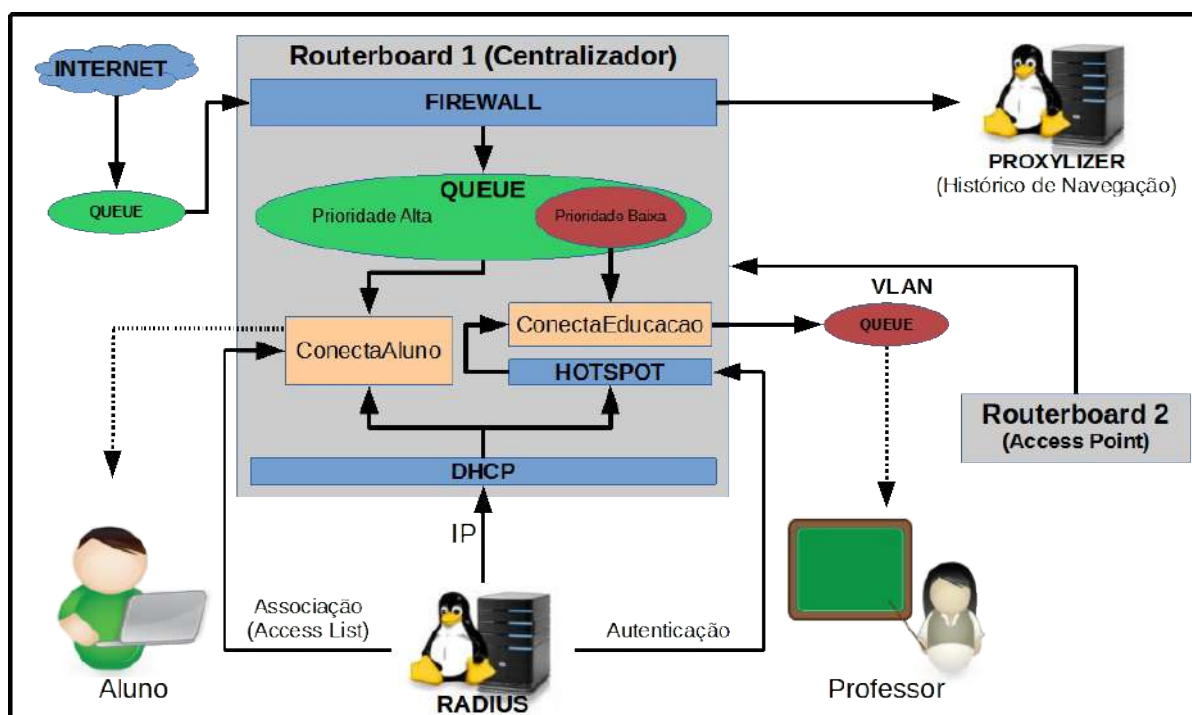 Routerboard 1 (Centralizador)
INTERNET
FIREWALL
PROXYLIZER
(Histórico de Navegação)
QUEUE
QUEUE
Prioridade Alta
Prioridade Baixa
VLAN
QUEUE
ConectaEducacao
ConectaAluno
HOTSPOT
Routerboard 2
(Access Point)
DHCP
IP
Associação
(Access List)
Autenticação
Aluno
RADIUS
Professor